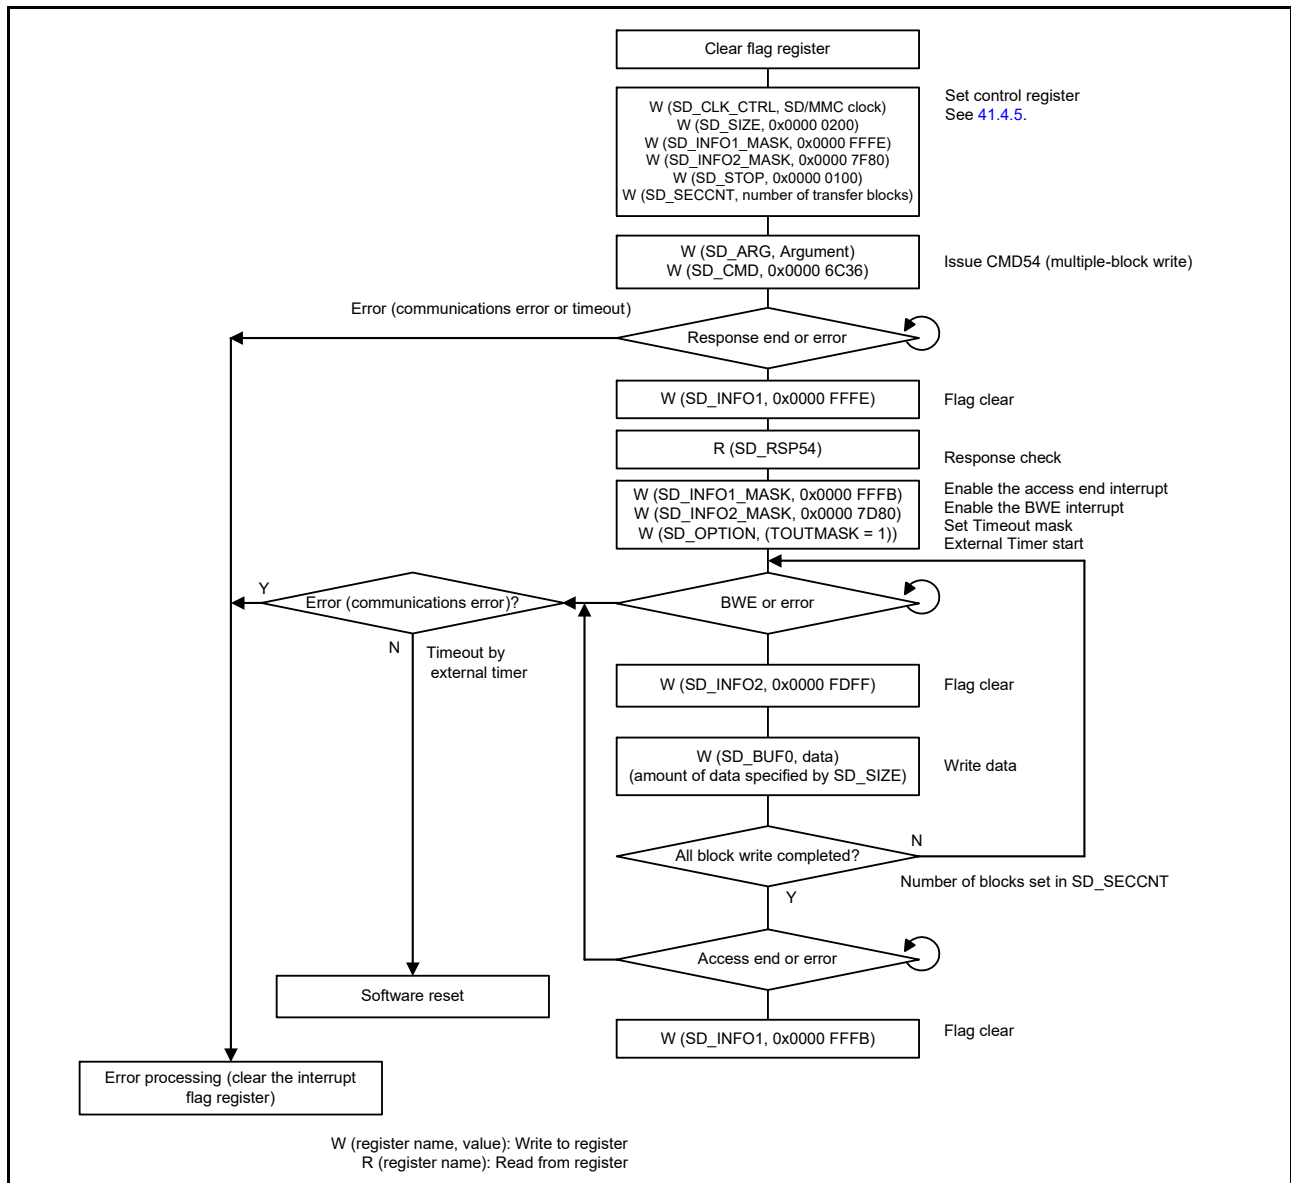 Clear flag register
W (SD_CLK_CTRL, SD/MMC clock)
W (SD_SIZE, 0x0000 0200)
W (SD_INFO1_MASK, 0x0000 FFFE)
W (SD_INFO2_MASK, 0x0000 7F80)
W (SD_STOP, 0x0000 0100)
W (SD_SECCNT, number of transfer blocks)
Set control register
See 41.4.5.
W (SD_ARG, Argument)
W (SD_CMD, 0x0000 6C36)
Issue CMD54 (multiple-block write)
Error (communications error or timeout)
Response end or error
W (SD_INFO1, 0x0000 FFFE)
Flag clear
R (SD_RSP54)
Response check
W (SD_INFO1_MASK, 0x0000 FFFB)
W (SD_INFO2_MASK, 0x0000 7D80)
W (SD_OPTION, (TOUTMASK = 1))
Enable the access end interrupt
Enable the BWE interrupt
Set Timeout mask
External Timer start
Y
Error (communications error)?
BWE or error
N
Timeout by
external timer
W (SD_INFO2, 0x0000 FDFF)
Flag clear
W (SD_BUF0, data)
(amount of data specified by SD_SIZE)
Write data
All block write completed?
N
Number of blocks set in SD_SECCNT
Y
Access end or error
Software reset
W (SD_INFO1, 0x0000 FFFB)
Flag clear
Error processing (clear the interrupt
flag register)
W (register name, value): Write to register
R (register name): Read from register